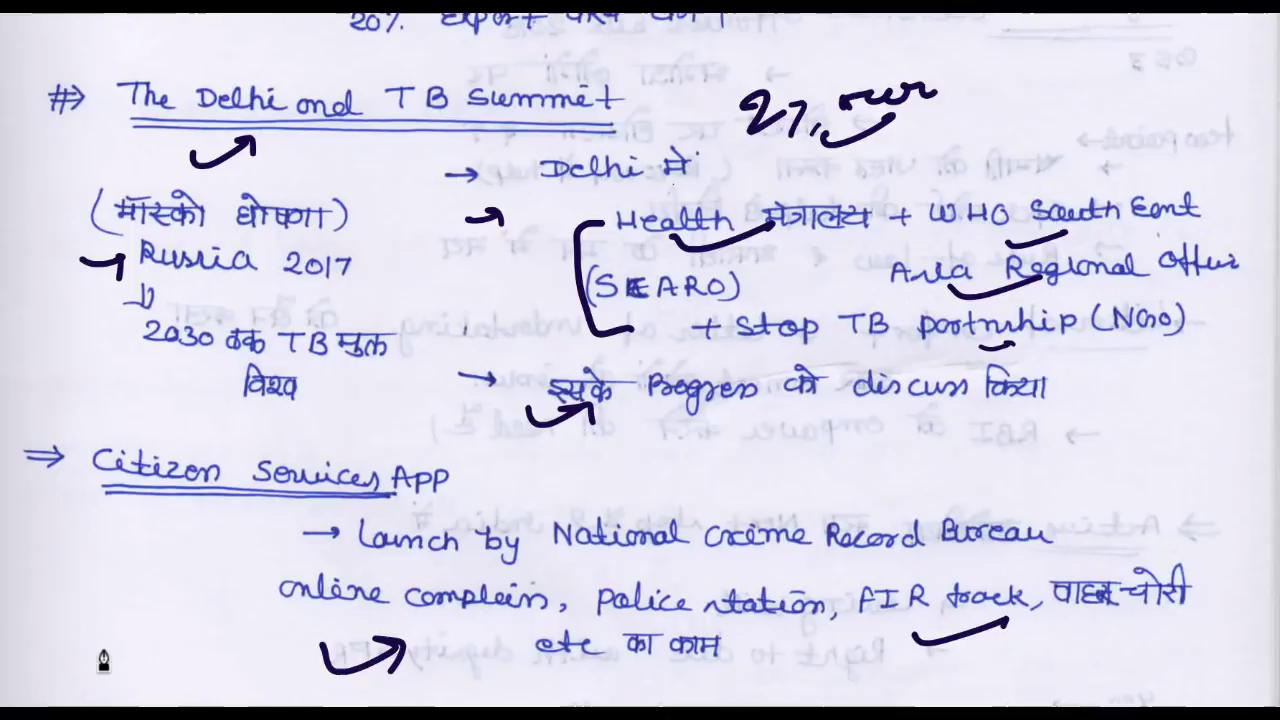 20% Export
#⇒ The Delhi end TB Summit
27,
→ Delhi में
(मॉस्को घोषणा)
→ Health मंत्रालय + WHO South East
Russia 2017
Area Regional Office
(SEARO)
+ Stop TB partnership (NGO)
2030 तक TB मुक्त
विश्व
→ इसके Progress को discuss किया
⇒ Citizen Services APP
→ Launch by National Crime Record Bureau
online complein, police station, FIR track, वाहन चोरी
etc का काम